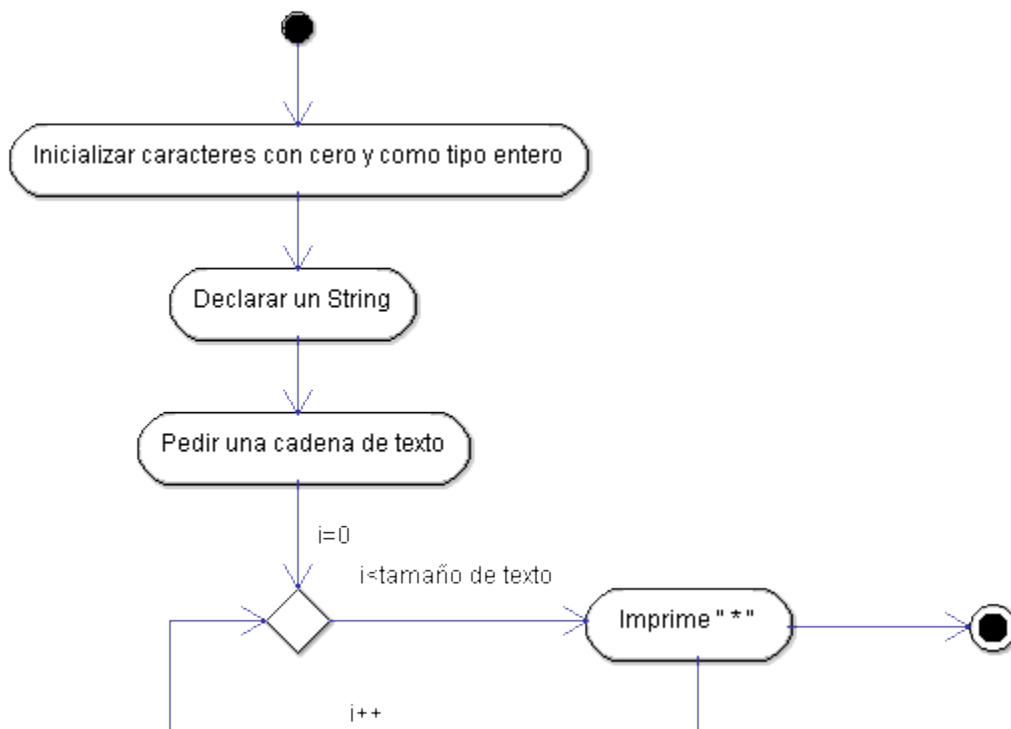 Inicializar caracteres con cero y como tipo entero
Declarar un String
Pedir una cadena de texto
i=0
i<tamaño de texto
Imprime " * "
i++